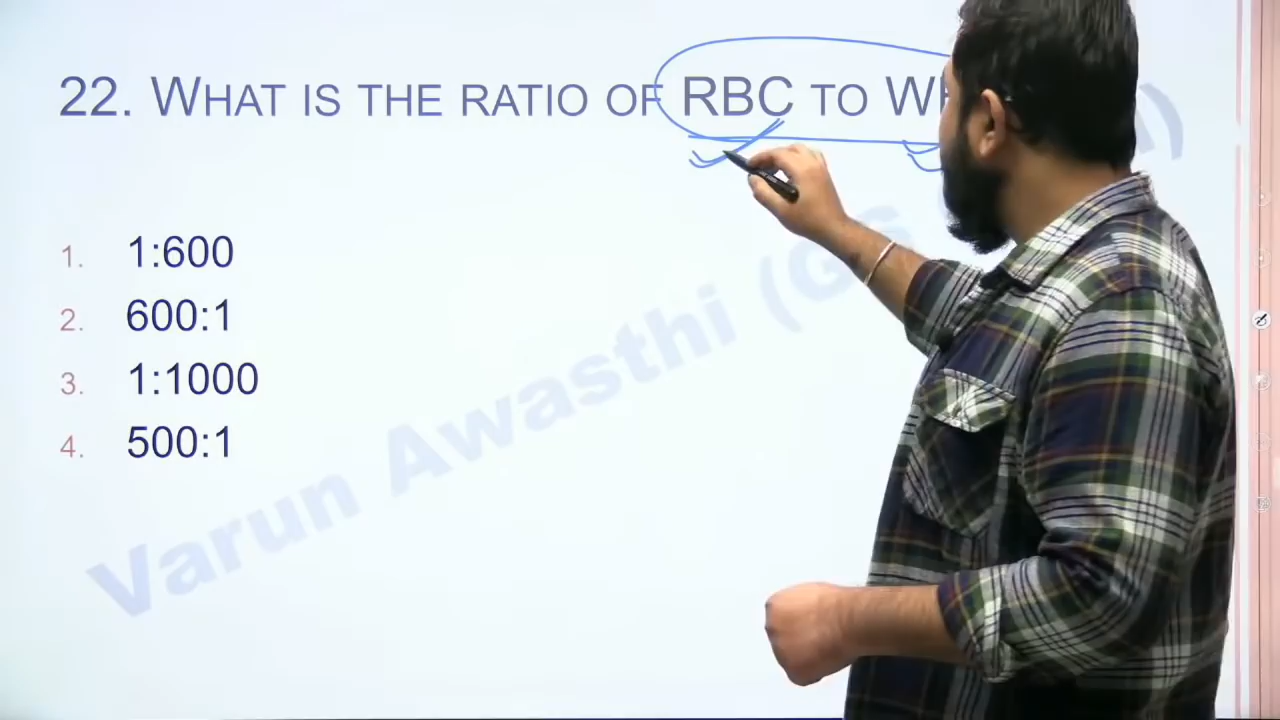 22. WHAT IS THE RATIO OF RBC TO
1. 1:600
2. 600:1
3. 1:1000
4. 500:1
Varun Awasthi